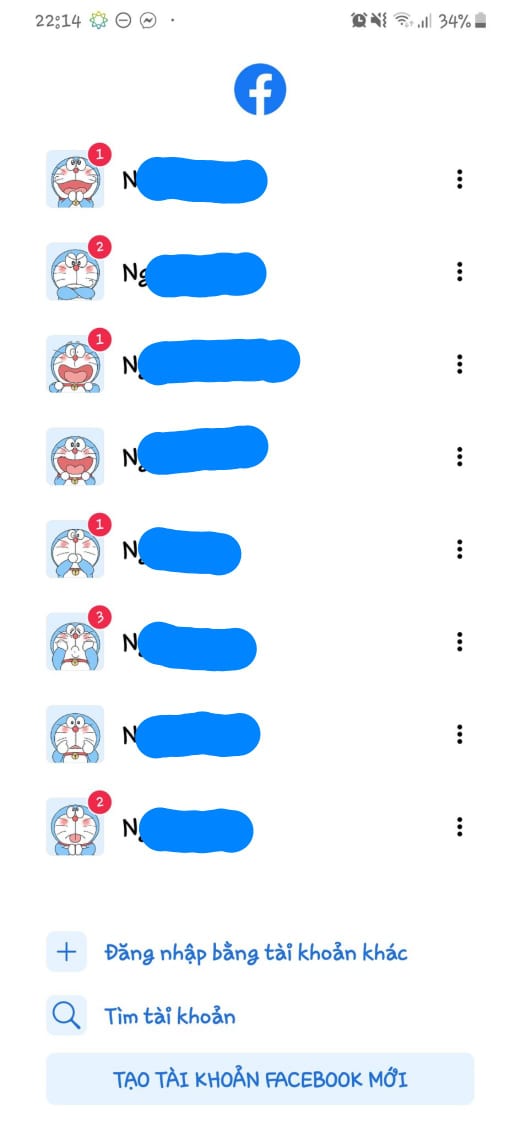 22:14 34%
1
N
2
Ng
1
N
N
1
N
3
N
N
2
N
Đăng nhập bằng tài khoản khác
Tìm tài khoản
TẠO TÀI KHOẢN FACEBOOK MỚI